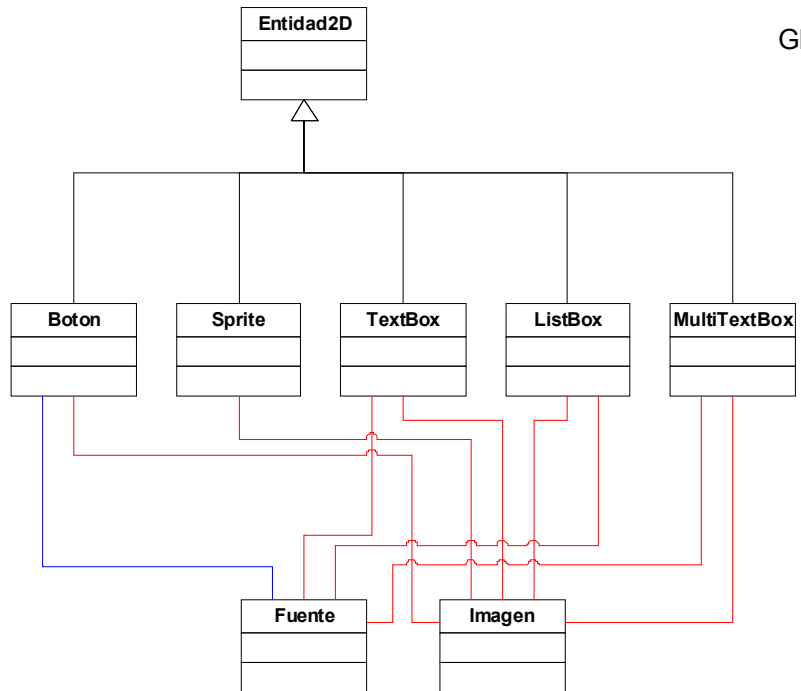 Entidad2D
Boton
Sprite
TextBox
ListBox
MultiTextBox
Fuente
Imagen